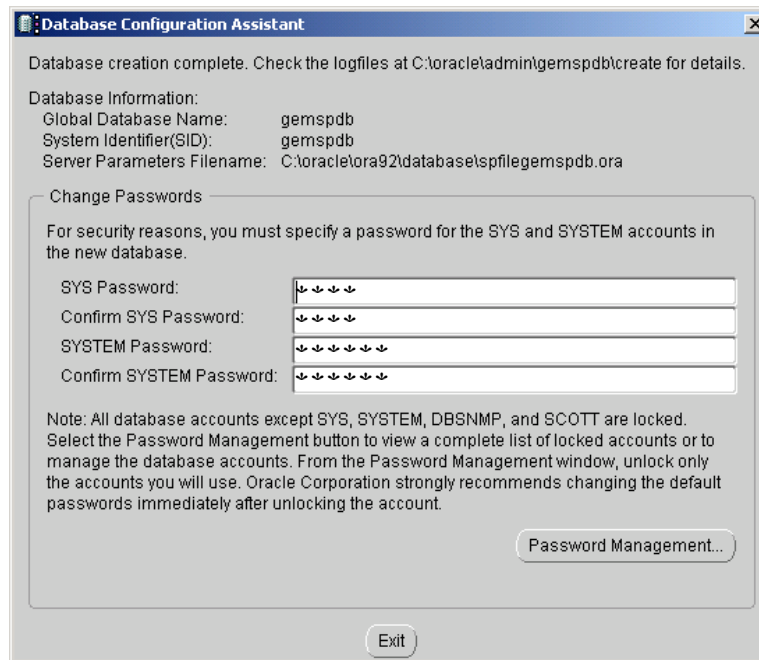 Database Configuration Assistant
Database creation complete. Check the logfiles at C:\oracle\admin\gemspdb\create for details.
Database Information:
Global Database Name: gemspdb
System Identifier(SID): gemspdb
Server Parameters Filename: C:\oracle\ora92\database\spfilegemspdb.ora
Change Passwords
For security reasons, you must specify a password for the SYS and SYSTEM accounts in
the new database.
SYS Password: ****
Confirm SYS Password: ****
SYSTEM Password: ******
Confirm SYSTEM Password: ******
Note: All database accounts except SYS, SYSTEM, DBSNMP, and SCOTT are locked.
Select the Password Management button to view a complete list of locked accounts or to
manage the database accounts. From the Password Management window, unlock only
the accounts you will use. Oracle Corporation strongly recommends changing the default
passwords immediately after unlocking the account.
Password Management...
Exit